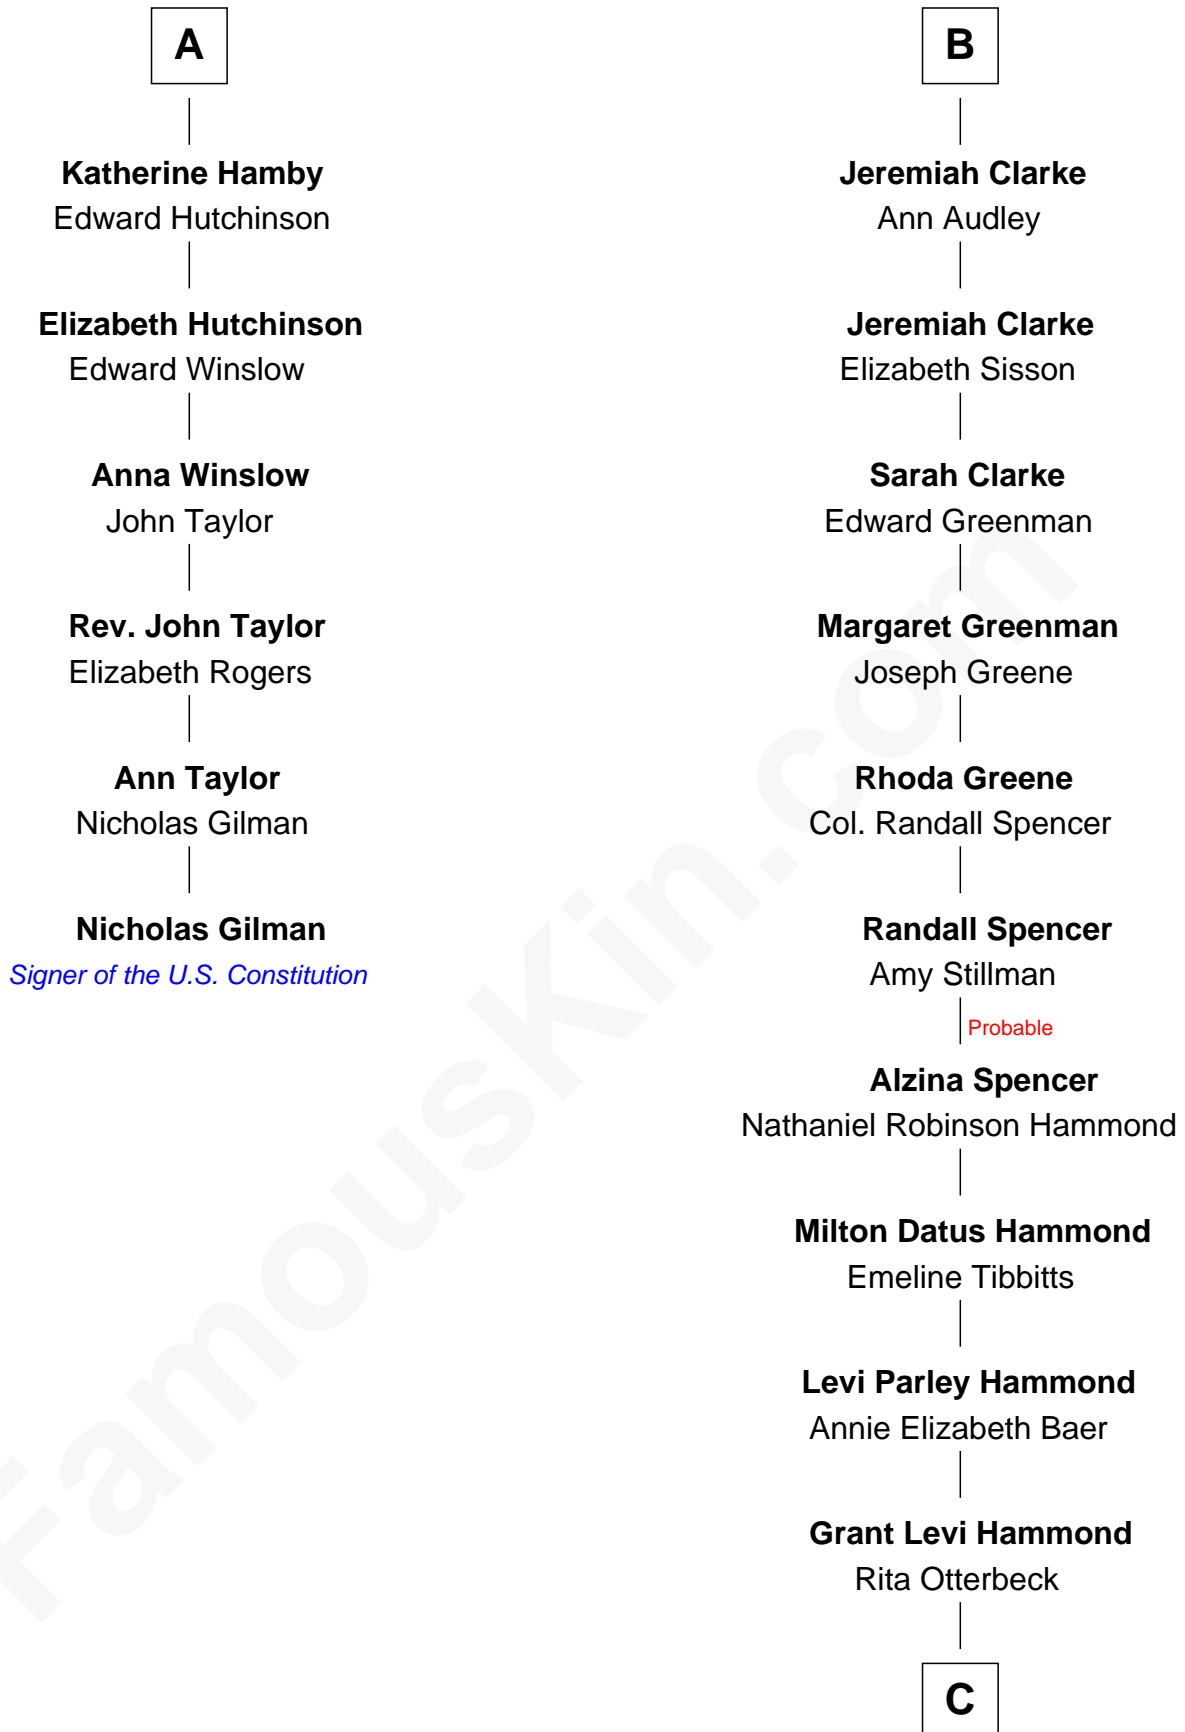 A
Katherine Hamby
Edward Hutchinson
Elizabeth Hutchinson
Edward Winslow
Anna Winslow
John Taylor
Rev. John Taylor
Elizabeth Rogers
Ann Taylor
Nicholas Gilman
Nicholas Gilman
Signer of the U.S. Constitution
B
Jeremiah Clarke
Ann Audley
Jeremiah Clarke
Elizabeth Sisson
Sarah Clarke
Edward Greenman
Margaret Greenman
Joseph Greene
Rhoda Greene
Col. Randall Spencer
Randall Spencer
Amy Stillman
Probable
Alzina Spencer
Nathaniel Robinson Hammond
Milton Datus Hammond
Emeline Tibbitts
Levi Parley Hammond
Annie Elizabeth Baer
Grant Levi Hammond
Rita Otterbeck
C
FamousKin.com